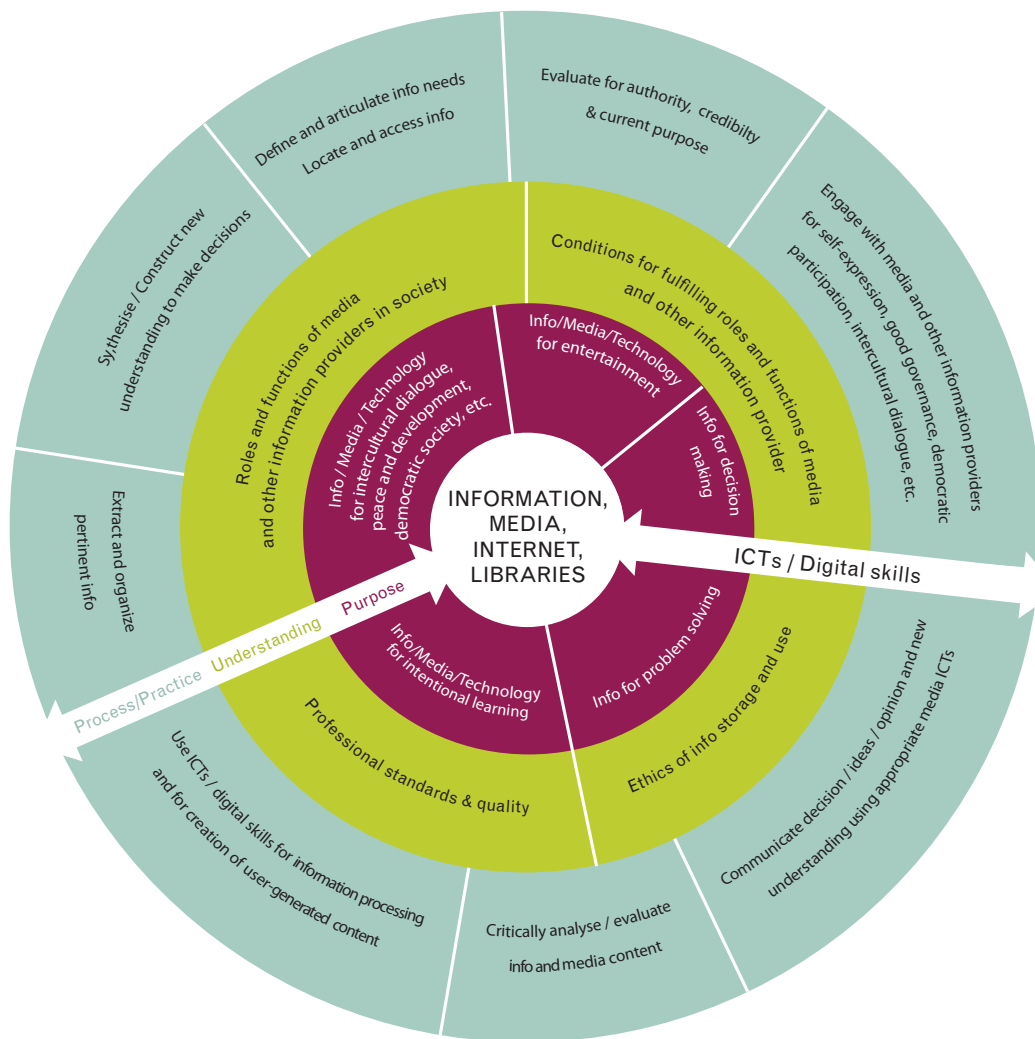 Define and articulate info needs
Locate and access info
Evaluate for authority, credibilty
& current purpose
Engage with media and other information providers
for self-expression, good governance, democratic
participation, intercultural dialogue, etc.
Communicate decision / ideas / opinion and new
understanding using appropriate media ICTs
Critically analyse / evaluate
info and media content
Use ICTs / digital skills for information processing
and for creation of user-generated content
Extract and organize
pertinent info
Sythesise / Construct new
understanding to make decisions
Roles and functions of media
and other information providers in society
Conditions for fulfilling roles and functions of media
and other information provider
Ethics of info storage and use
Professional standards & quality
Info / Media / Technology
for intercultural dialogue,
peace and development,
democratic society, etc.
Info/Media/Technology
for entertainment
Info for decision
making
Info for problem solving
Info/Media/Technology
for intentional learning
INFORMATION,
MEDIA,
INTERNET,
LIBRARIES
ICTs / Digital skills
Process/Practice Understanding Purpose